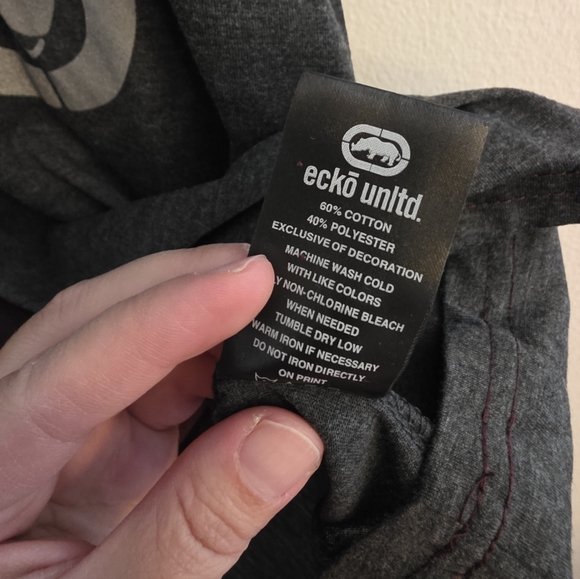 eckō unltd.
60% COTTON
40% POLYESTER
EXCLUSIVE OF DECORATION
MACHINE WASH COLD
WITH LIKE COLORS
NON-CHLORINE BLEACH
WHEN NEEDED
TUMBLE DRY LOW
WARM IRON IF NECESSARY
DO NOT IRON DIRECTLY
ON PRINT